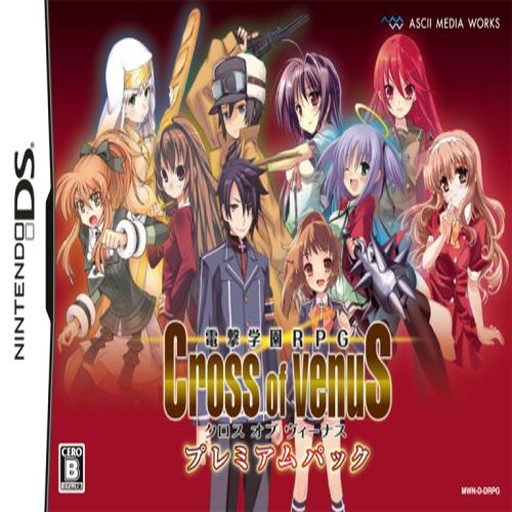 ASCII MEDIA WORKS
NINTENDO DS
電撃学園RPG
Cross of Venus
クロス オブ ヴィーナス
プレミアムパック
CERO
B
MWN-D-DRPG